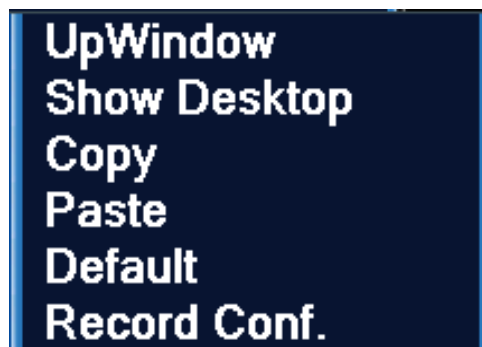 UpWindow
Show Desktop
Copy
Paste
Default
Record Conf.